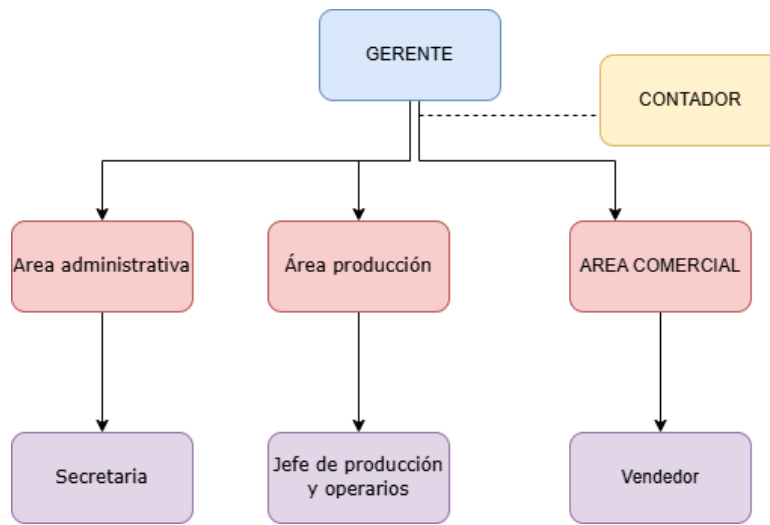 GERENTE
CONTADOR
Area administrativa
Área producción
AREA COMERCIAL
Secretaria
Jefe de producción
y operarios
Vendedor